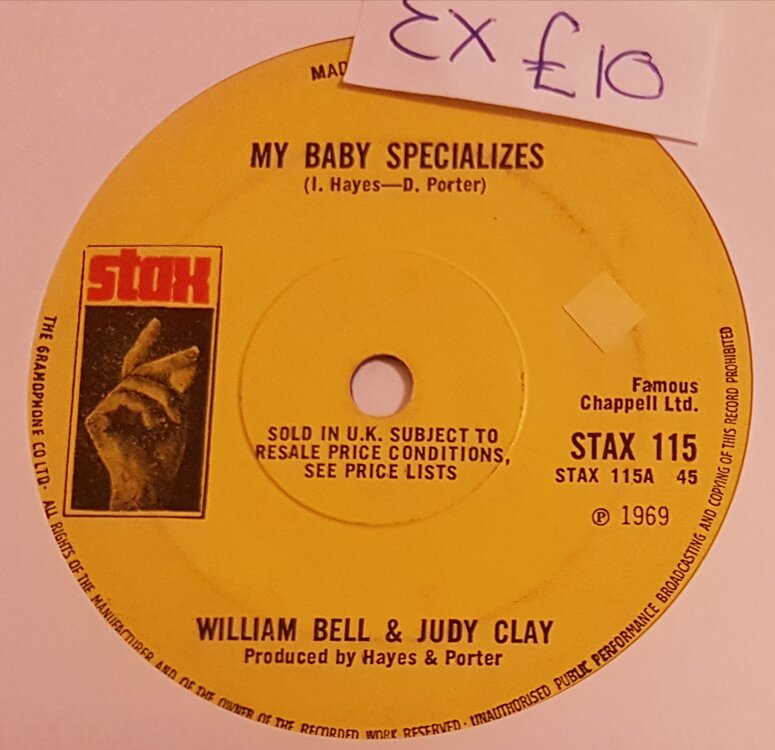 EX £10
MAD
MY BABY SPECIALIZES
(I. Hayes—D. Porter)
stax
Famous
Chappell Ltd.
SOLD IN U.K. SUBJECT TO
RESALE PRICE CONDITIONS,
SEE PRICE LISTS
STAX 115
STAX 115A 45
℗ 1969
WILLIAM BELL & JUDY CLAY
Produced by Hayes & Porter
THE GRAMOPHONE CO LTD· ALL RIGHTS OF THE MANUFACTURER AND OF THE OWNER OF THE RECORDED WORK RESERVED· UNAUTHORISED PUBLIC PERFORMANCE BROADCASTING AND COPYING OF THIS RECORD PROHIBITED